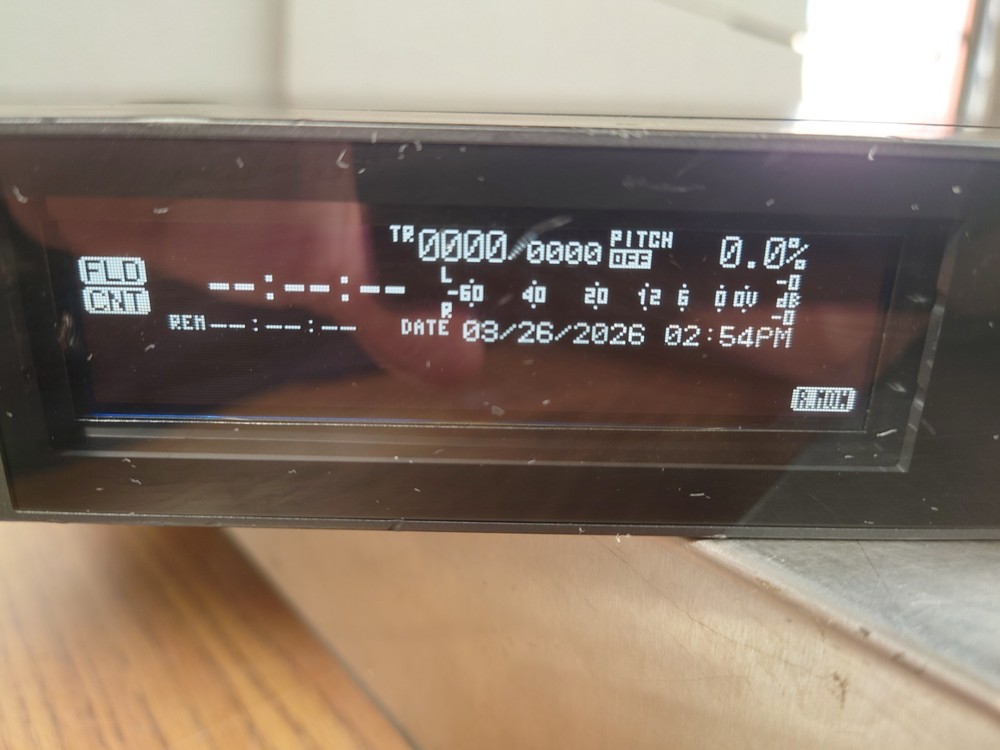 TR 0000/0000 PITCH OFF 0.0%
FLD
CNT
--:--:--
L
-60 40 20 12 6 0 OV
R
-0
dB
-0
REM --:--:--
DATE 03/26/2026 02:54PM
R.MON